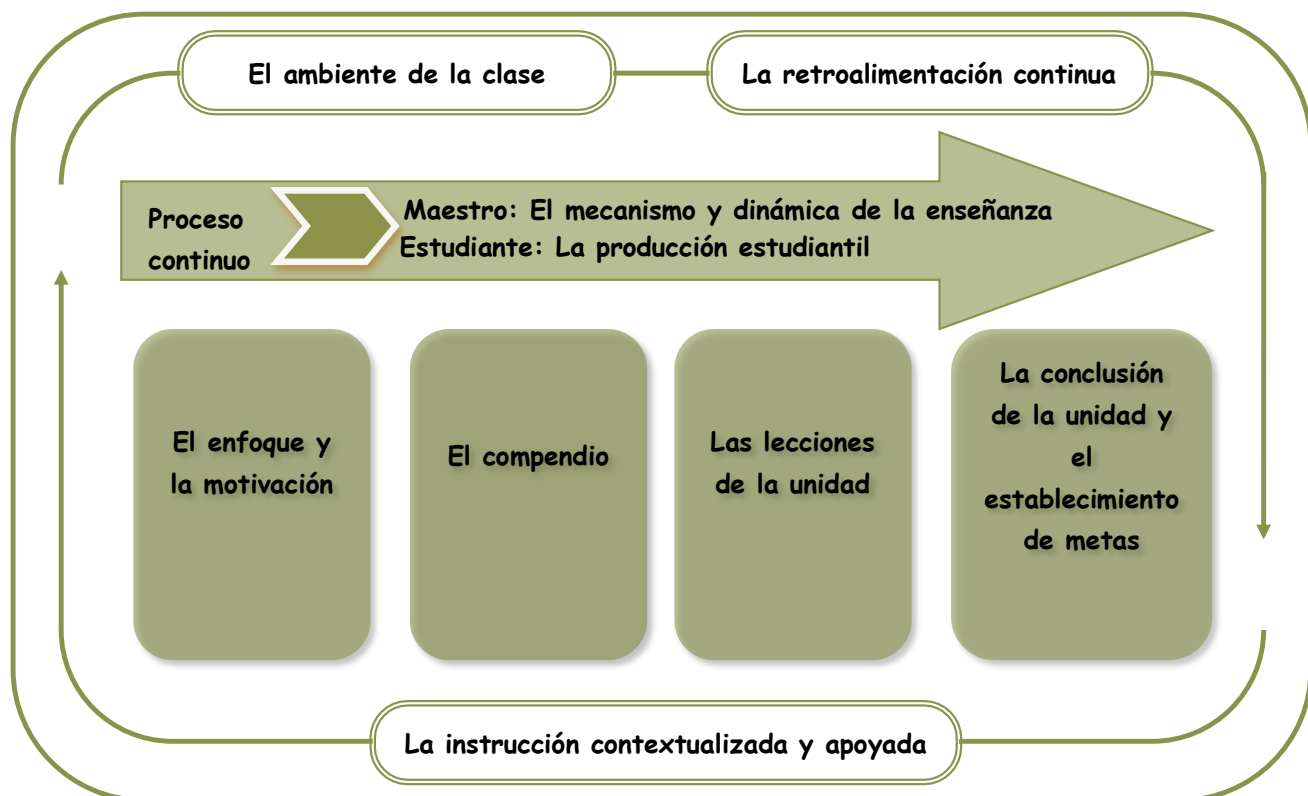 El ambiente de la clase
La retroalimentación continua
Proceso
continuo
Maestro: El mecanismo y dinámica de la enseñanza
Estudiante: La producción estudiantil
El enfoque y
la motivación
El compendio
Las lecciones
de la unidad
La conclusión
de la unidad y
el
establecimiento
de metas
La instrucción contextualizada y apoyada